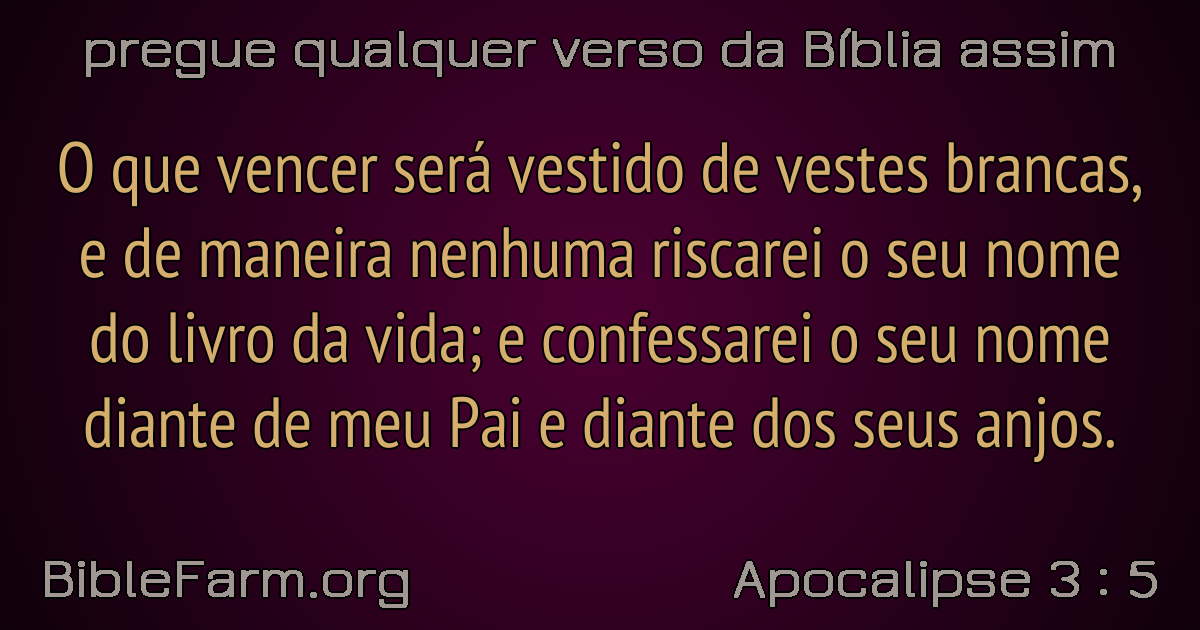 pregue qualquer verso da Bíblia assim
O que vencer será vestido de vestes brancas,
e de maneira nenhuma riscarei o seu nome
do livro da vida; e confessarei o seu nome
diante de meu Pai e diante dos seus anjos.
BibleFarm.org
Apocalipse 3 : 5